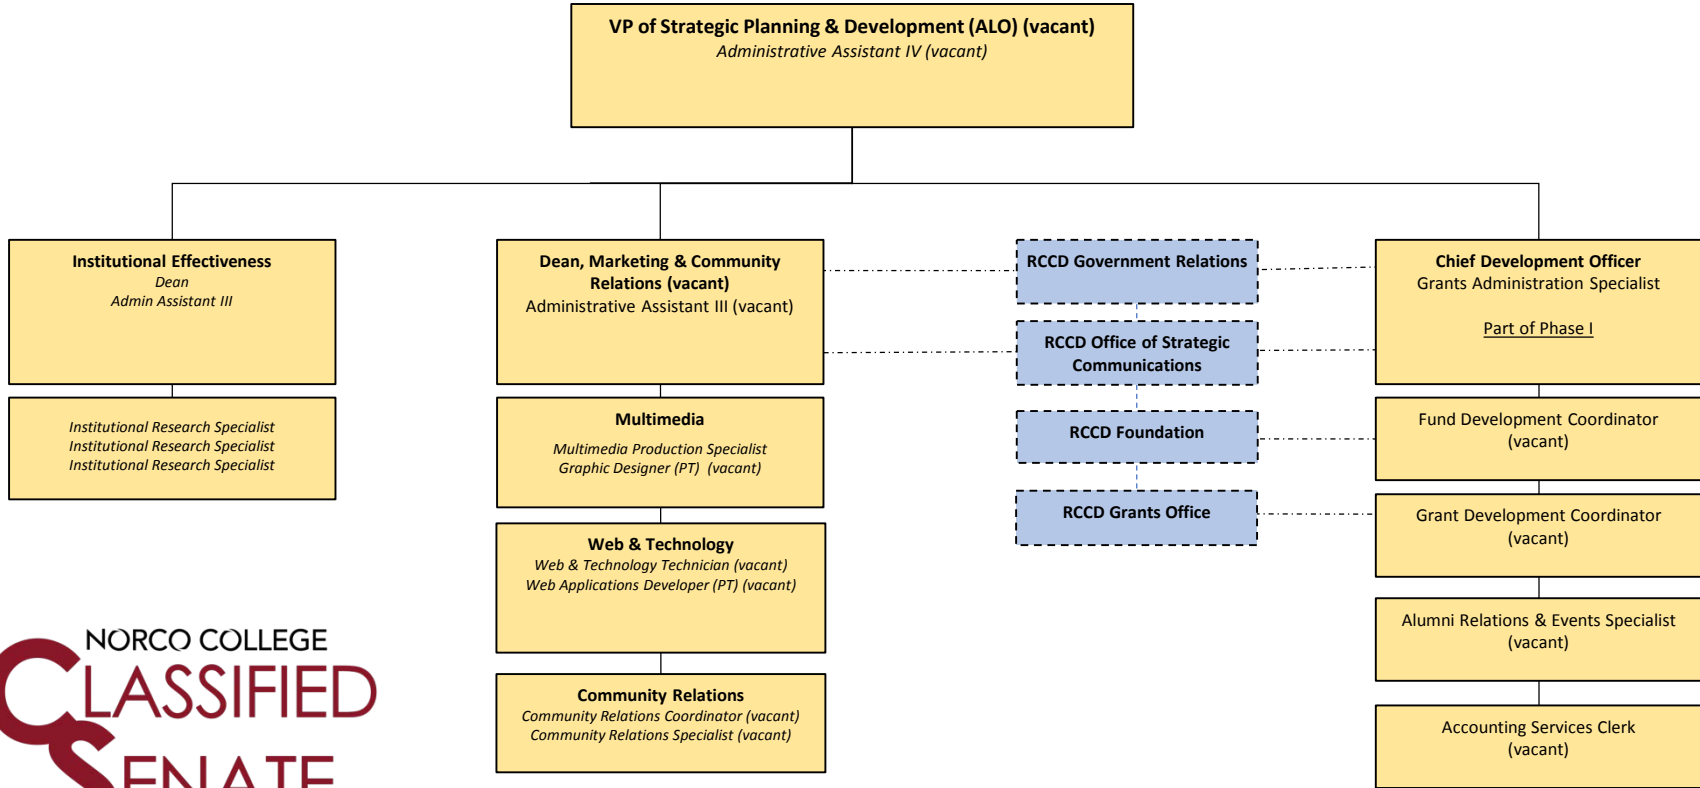 VP of Strategic Planning & Development (ALO) (vacant)
Administrative Assistant IV (vacant)
Institutional Effectiveness
Dean
Admin Assistant III
Institutional Research Specialist
Institutional Research Specialist
Institutional Research Specialist
Dean, Marketing & Community
Relations (vacant)
Administrative Assistant III (vacant)
Multimedia
Multimedia Production Specialist
Graphic Designer (PT) (vacant)
Web & Technology
Web & Technology Technician (vacant)
Web Applications Developer (PT) (vacant)
Community Relations
Community Relations Coordinator (vacant)
Community Relations Specialist (vacant)
RCCD Government Relations
RCCD Office of Strategic
Communications
RCCD Foundation
RCCD Grants Office
Chief Development Officer
Grants Administration Specialist
Part of Phase I
Fund Development Coordinator
(vacant)
Grant Development Coordinator
(vacant)
Alumni Relations & Events Specialist
(vacant)
Accounting Services Clerk
(vacant)
NORCO COLLEGE
CLASSIFIED
SENATE